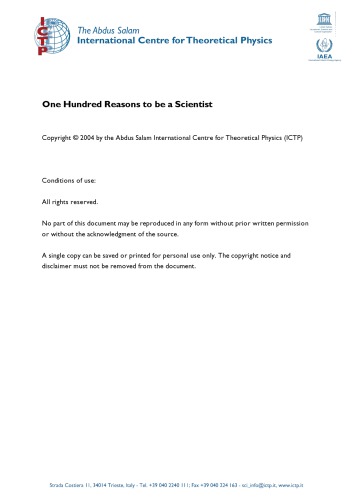 ICTP
The Abdus Salam
International Centre for Theoretical Physics
IAEA
One Hundred Reasons to be a Scientist
Copyright © 2004 by the Abdus Salam International Centre for Theoretical Physics (ICTP)
Conditions of use:
All rights reserved.
No part of this document may be reproduced in any form without prior written permission
or without the acknowledgment of the source.
A single copy can be saved or printed for personal use only. The copyright notice and
disclaimer must not be removed from the document.
Strada Costiera 11, 34014 Trieste, Italy - Tel. +39 040 2240 111; Fax +39 040 224 163 - sci_info@ictp.it, www.ictp.it